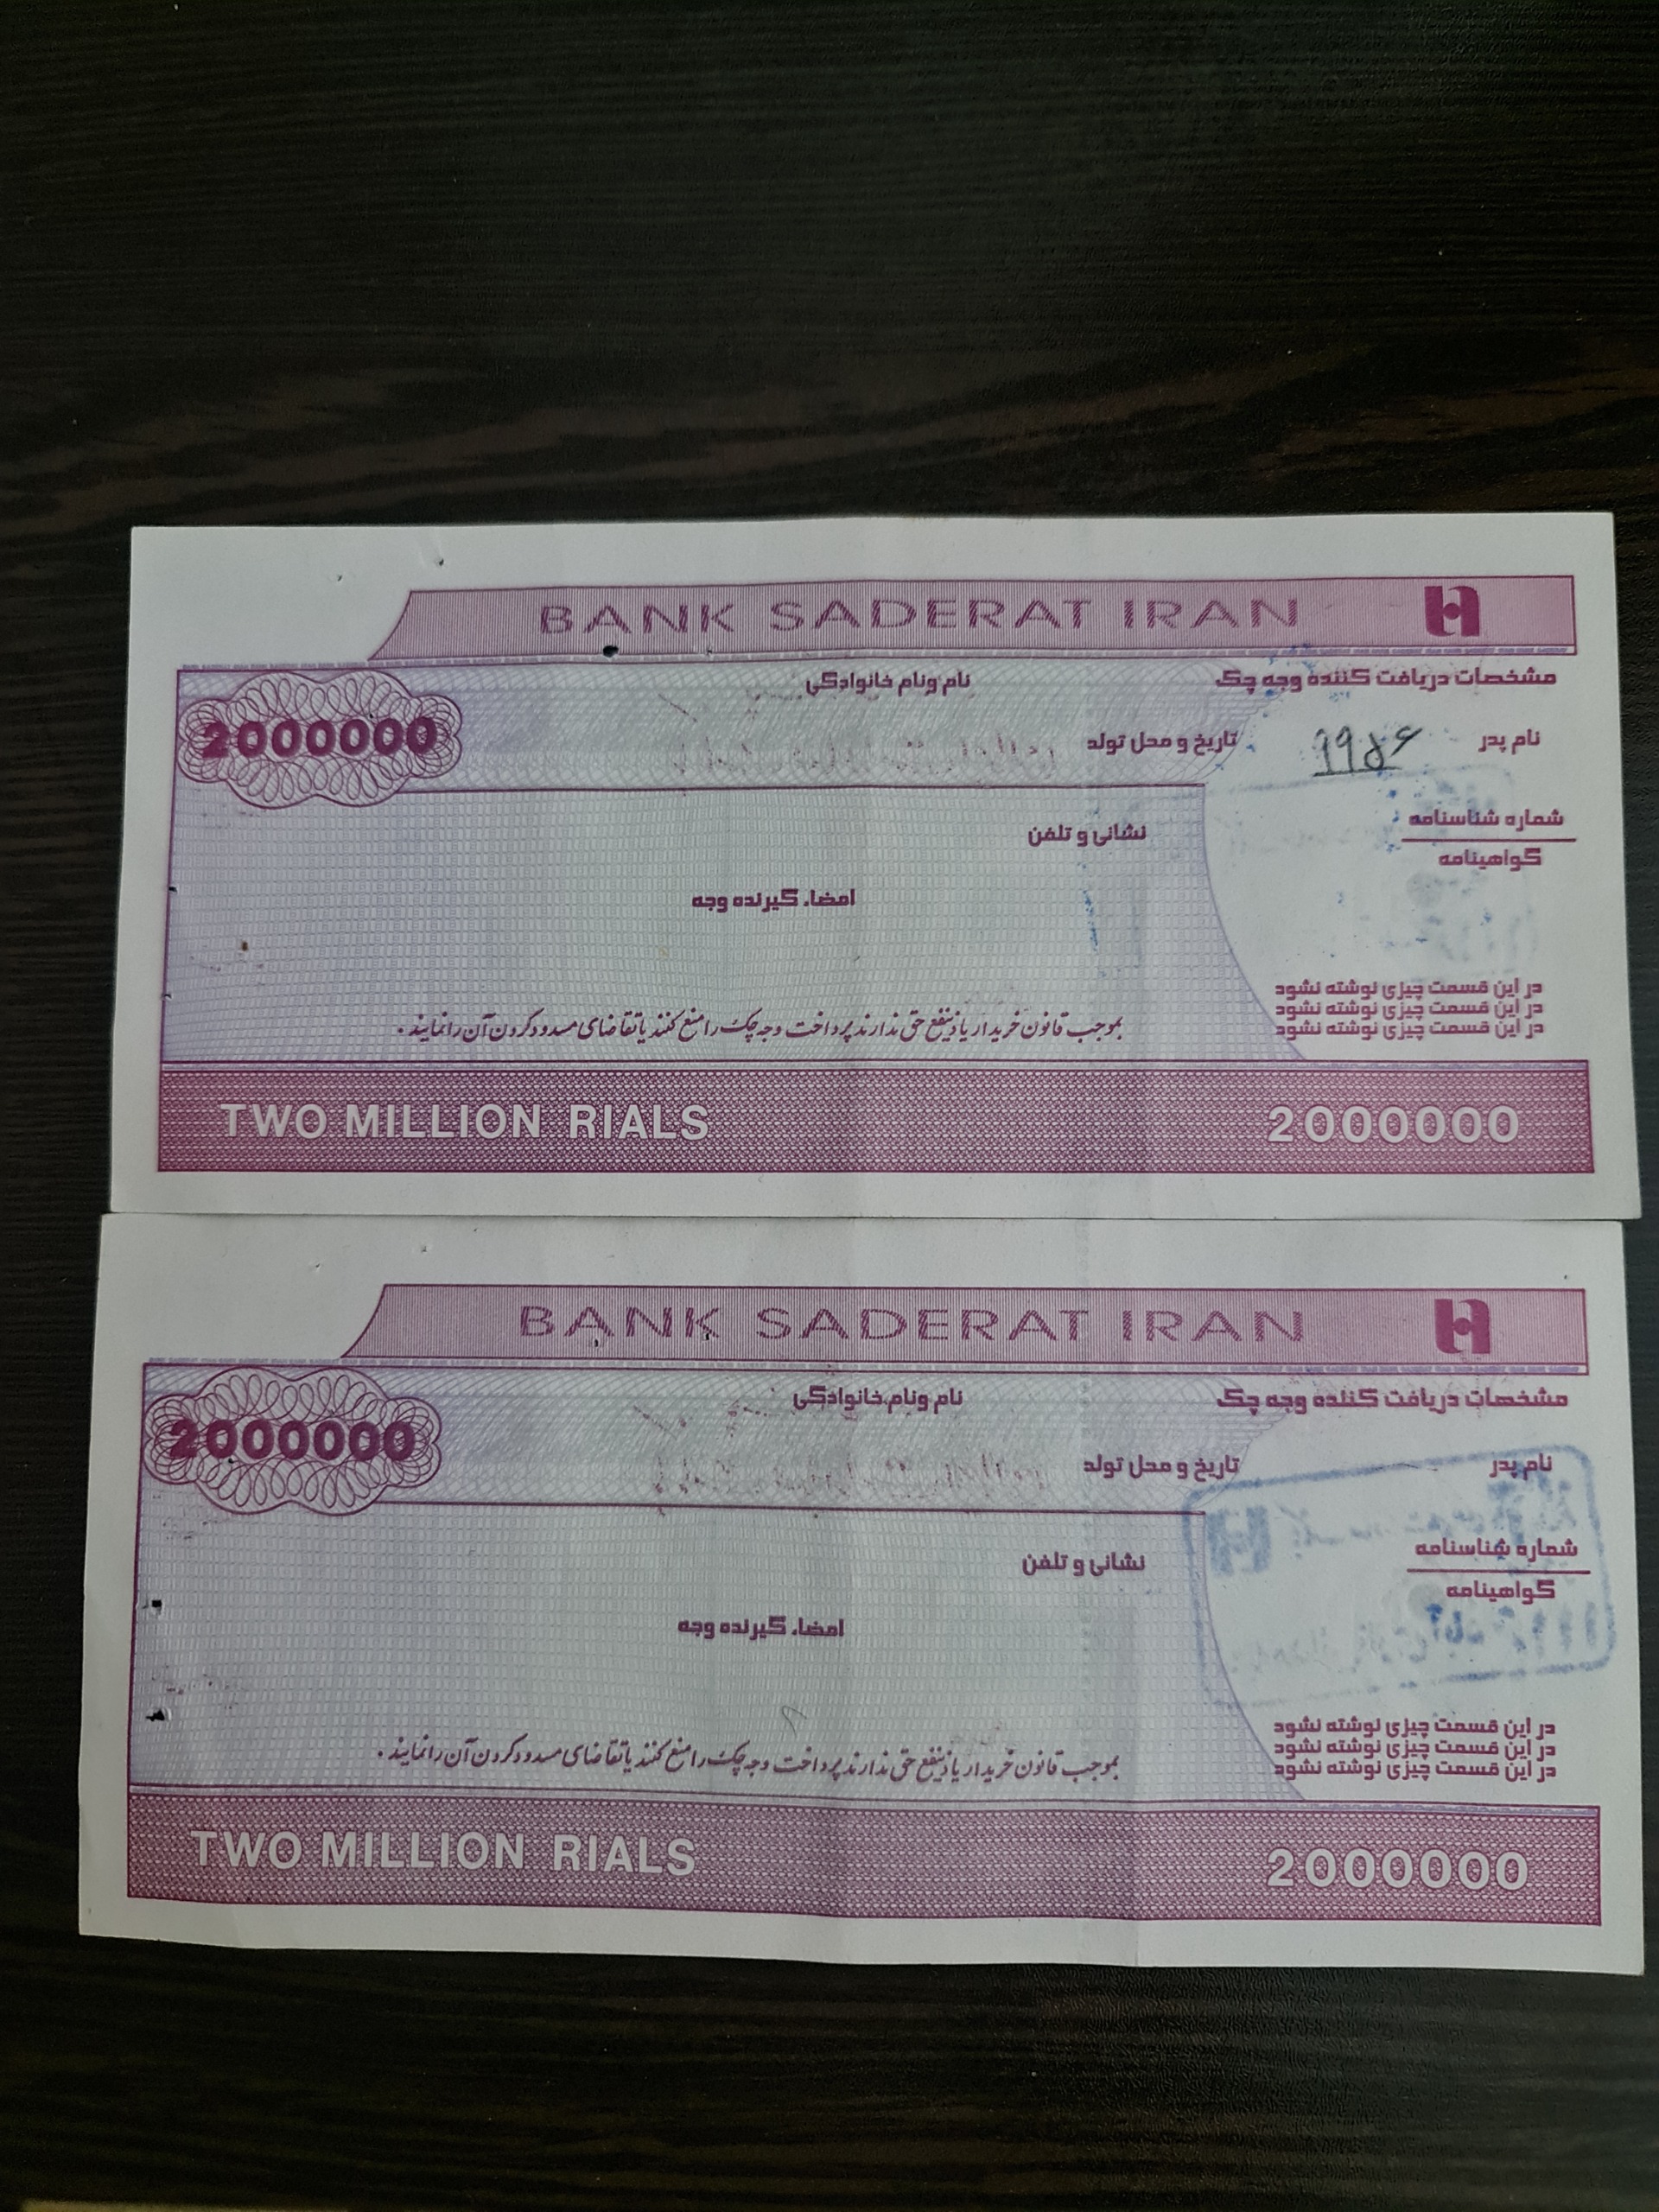 BANK SADERAT IRAN
مشخصات دریافت کننده وجه چک
نام و نام خانوادگی
2000000
نام پدر
تاریخ و محل تولد
شماره شناسنامه
گواهینامه
نشانی و تلفن
امضاء گیرنده وجه
در این قسمت چیزی نوشته نشود
در این قسمت چیزی نوشته نشود
در این قسمت چیزی نوشته نشود
بموجب قانون خریدار یا ذینفع حق ندارند پرداخت وجه چک را منع کنند یا تقاضای مسدود کردن آن را نمایند.
TWO MILLION RIALS 2000000
BANK SADERAT IRAN
مشخصات دریافت کننده وجه چک
نام و نام خانوادگی
2000000
نام پدر
تاریخ و محل تولد
شماره شناسنامه
گواهینامه
نشانی و تلفن
امضاء گیرنده وجه
در این قسمت چیزی نوشته نشود
در این قسمت چیزی نوشته نشود
در این قسمت چیزی نوشته نشود
بموجب قانون خریدار یا ذینفع حق ندارند پرداخت وجه چک را منع کنند یا تقاضای مسدود کردن آن را نمایند.
TWO MILLION RIALS 2000000